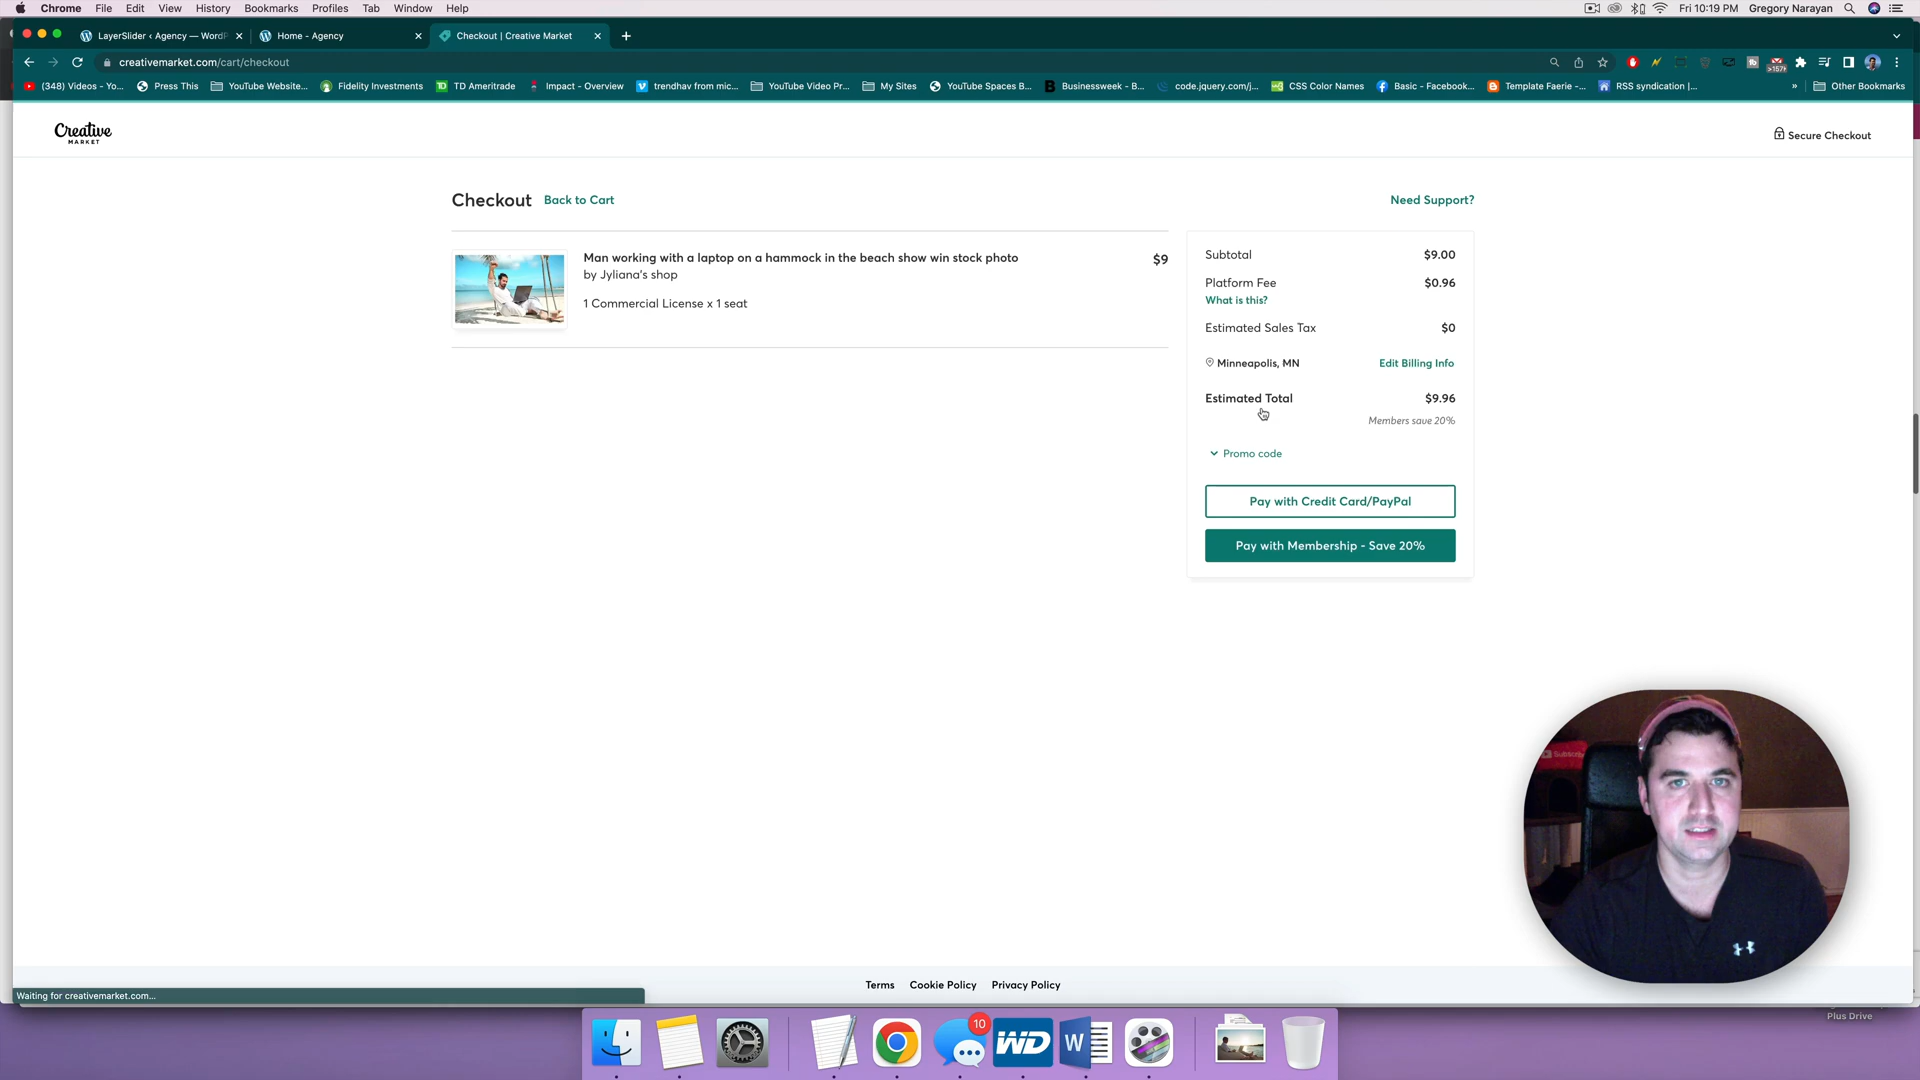 Chrome File Edit View History Bookmarks Profiles Tab Window Help
Fri 10:19 PM Gregory Narayan
LayerSlider ‹ Agency — WordP
Home - Agency
Checkout | Creative Market
creativemarket.com/cart/checkout
>157k
(348) Videos - Yo...
Press This
YouTube Website...
Fidelity Investments
TD Ameritrade
Impact - Overview
trendhav from mic...
YouTube Video Pr...
My Sites
YouTube Spaces B...
Businessweek - B...
code.jquery.com/j...
CSS Color Names
Basic - Facebook...
Template Faerie -...
RSS syndication |...
»
Other Bookmarks
Creative
MARKET
Secure Checkout
Checkout Back to Cart
Need Support?
Man working with a laptop on a hammock in the beach show win stock photo
$9
by Jyliana's shop
1 Commercial License x 1 seat
Subtotal $9.00
Platform Fee $0.96
What is this?
Estimated Sales Tax $0
Minneapolis, MN Edit Billing Info
Estimated Total $9.96
Members save 20%
Promo code
Pay with Credit Card/PayPal
Pay with Membership - Save 20%
Subscribe
Terms Cookie Policy Privacy Policy
Waiting for creativemarket.com...
Plus Drive
10
WD
W